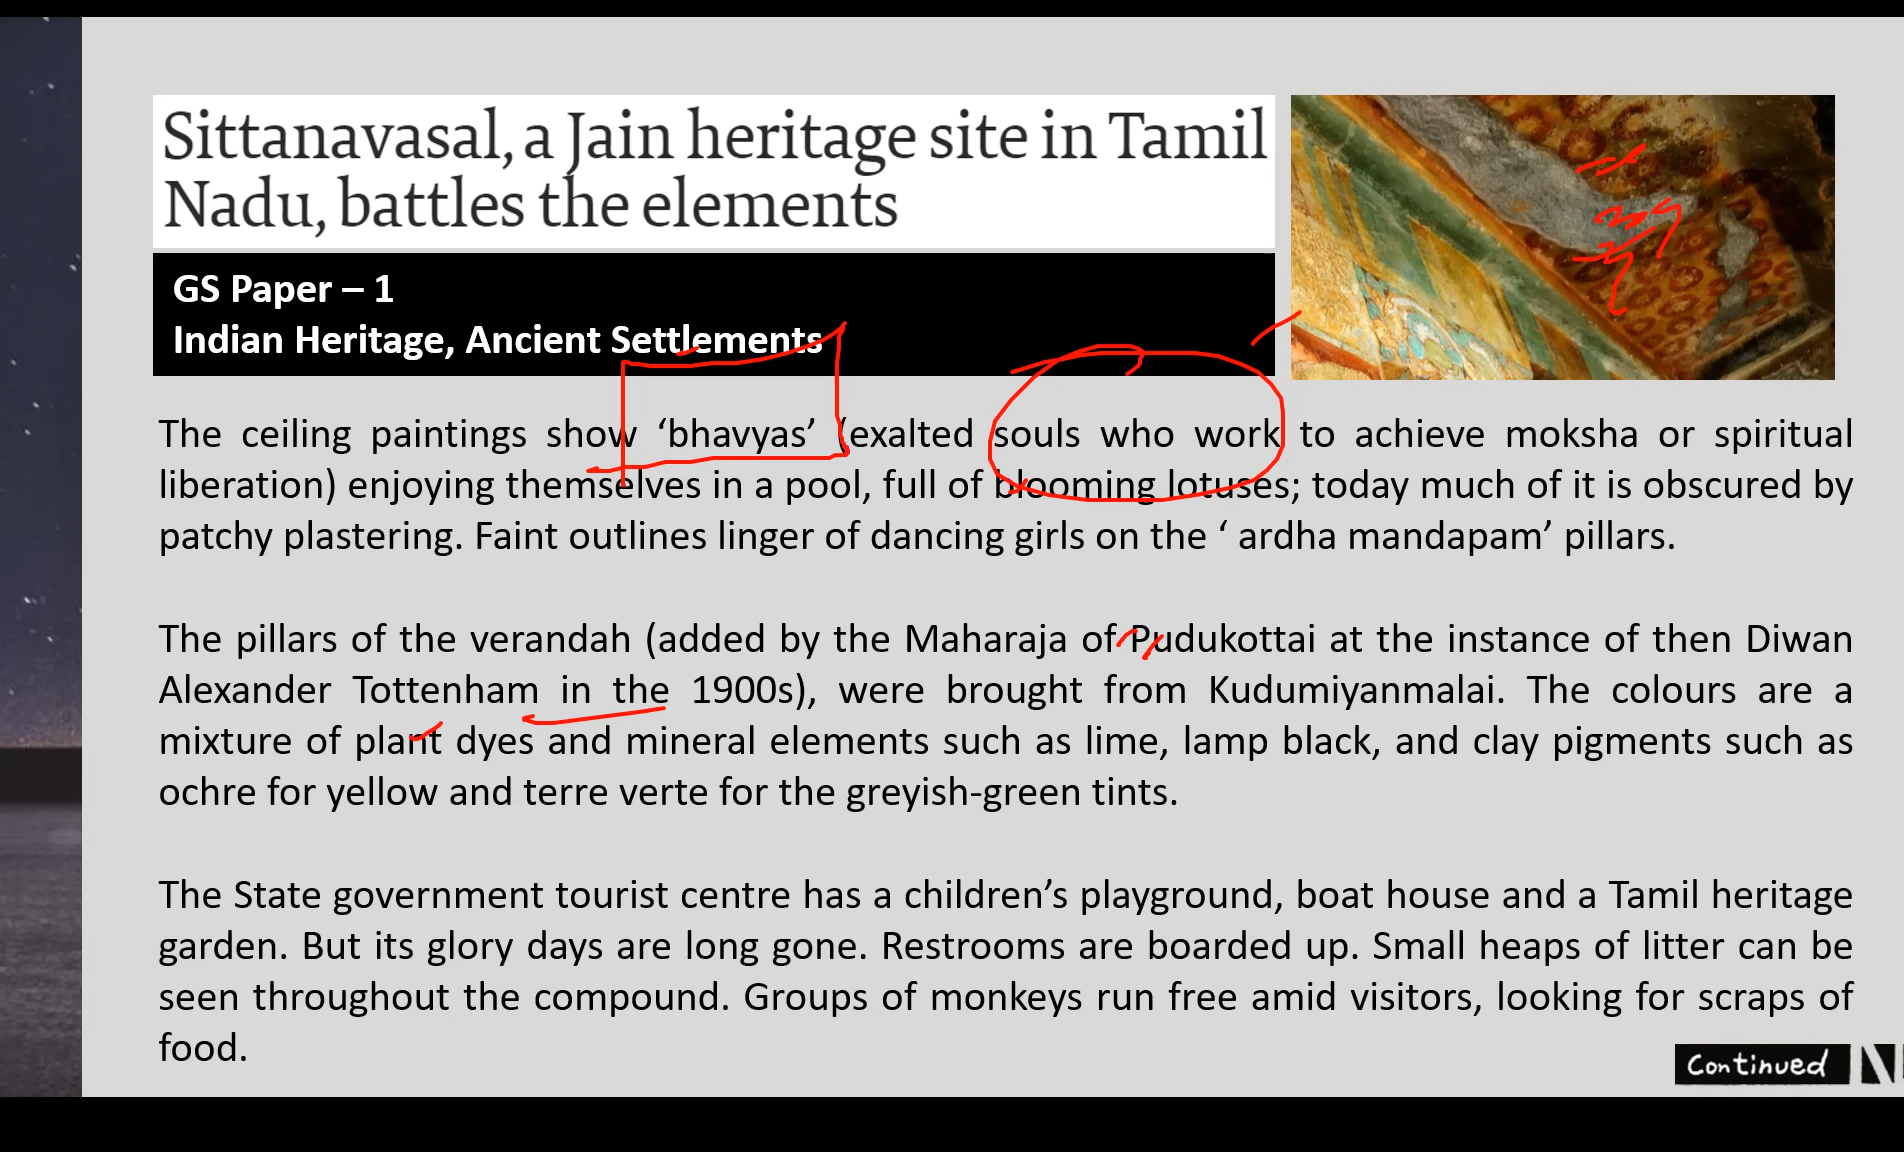 Sittanavasal, a Jain heritage site in Tamil
Nadu, battles the elements
GS Paper – 1
Indian Heritage, Ancient Settlements
The ceiling paintings show ‘bhavyas’ (exalted souls who work to achieve moksha or spiritual
liberation) enjoying themselves in a pool, full of blooming lotuses; today much of it is obscured by
patchy plastering. Faint outlines linger of dancing girls on the ‘ ardha mandapam’ pillars.
The pillars of the verandah (added by the Maharaja of Pudukottai at the instance of then Diwan
Alexander Tottenham in the 1900s), were brought from Kudumiyanmalai. The colours are a
mixture of plant dyes and mineral elements such as lime, lamp black, and clay pigments such as
ochre for yellow and terre verte for the greyish-green tints.
The State government tourist centre has a children’s playground, boat house and a Tamil heritage
garden. But its glory days are long gone. Restrooms are boarded up. Small heaps of litter can be
seen throughout the compound. Groups of monkeys run free amid visitors, looking for scraps of
food.
Continued